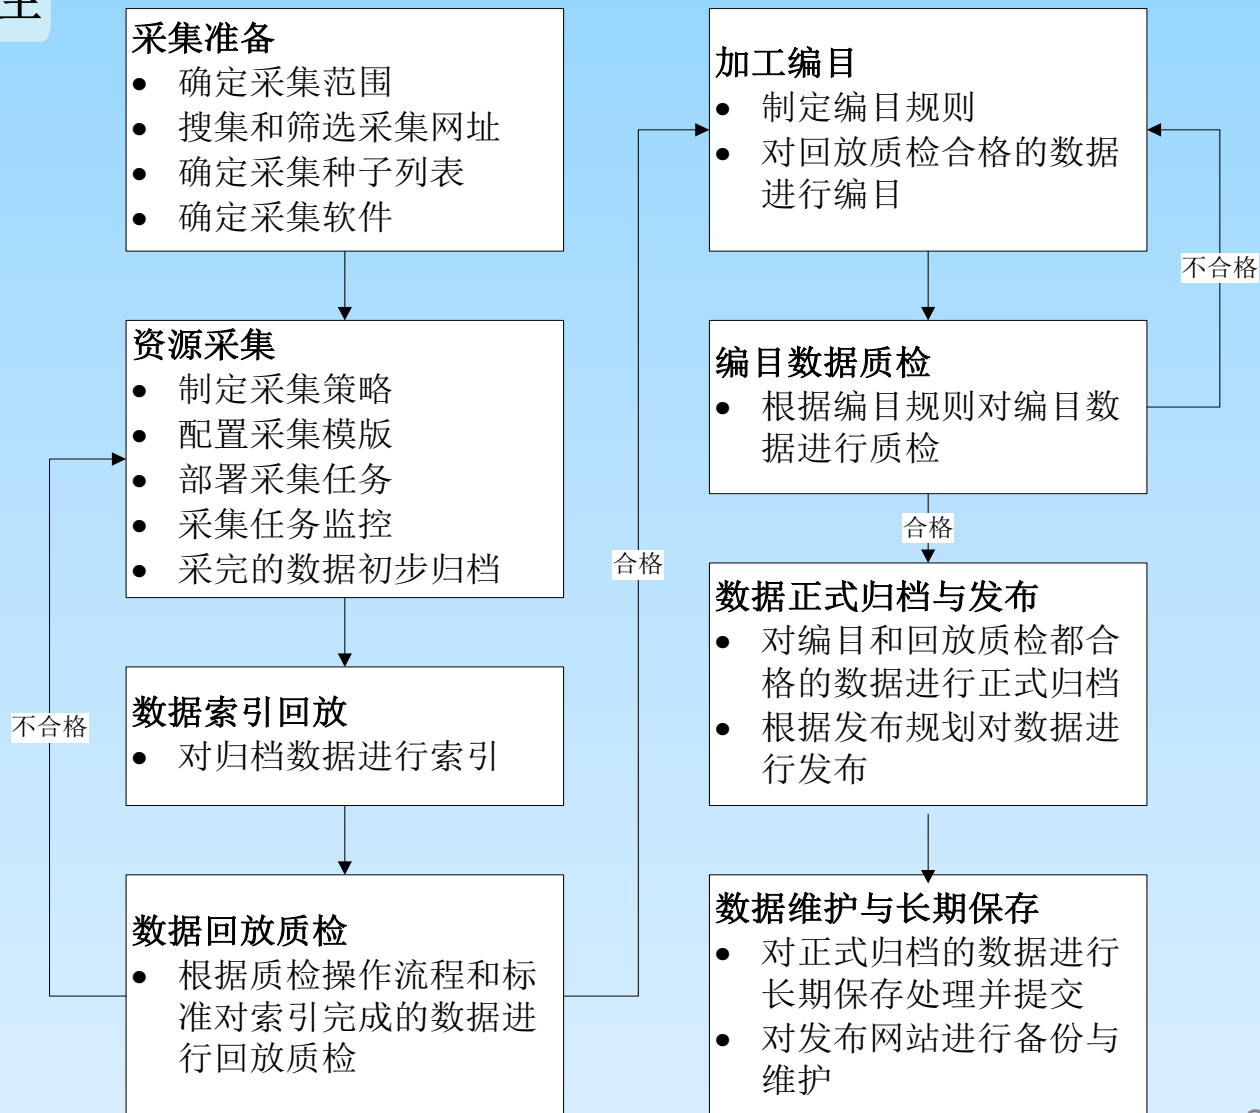 采集准备
● 确定采集范围
● 搜集和筛选采集网址
● 确定采集种子列表
● 确定采集软件
资源采集
● 制定采集策略
● 配置采集模版
● 部署采集任务
● 采集任务监控
● 采完的数据初步归档
数据索引回放
● 对归档数据进行索引
不合格
数据回放质检
● 根据质检操作流程和标
准对索引完成的数据进
行回放质检
合格
加工编目
● 制定编目规则
● 对回放质检合格的数据
进行编目
不合格
编目数据质检
● 根据编目规则对编目数
据进行质检
合格
数据正式归档与发布
● 对编目和回放质检都合
格的数据进行正式归档
● 根据发布规划对数据进
行发布
数据维护与长期保存
● 对正式归档的数据进行
长期保存处理并提交
● 对发布网站进行备份与
维护